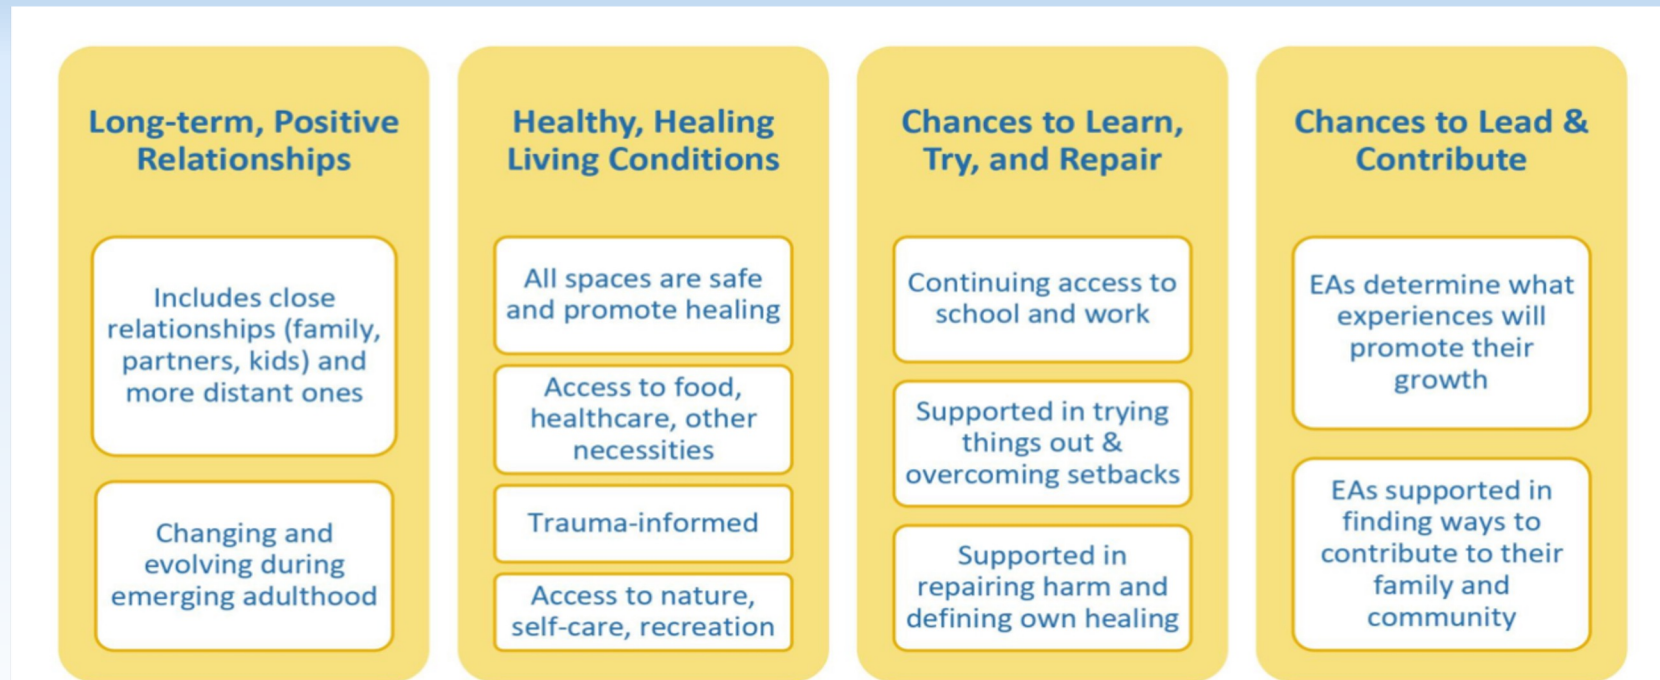 Long-term, Positive
Relationships
Includes close
relationships (family,
partners, kids) and
more distant ones
Changing and
evolving during
emerging adulthood
Healthy, Healing
Living Conditions
All spaces are safe
and promote healing
Access to food,
healthcare, other
necessities
Trauma-informed
Access to nature,
self-care, recreation
Chances to Learn,
Try, and Repair
Continuing access to
school and work
Supported in trying
things out &
overcoming setbacks
Supported in
repairing harm and
defining own healing
Chances to Lead &
Contribute
EAs determine what
experiences will
promote their
growth
EAs supported in
finding ways to
contribute to their
family and
community